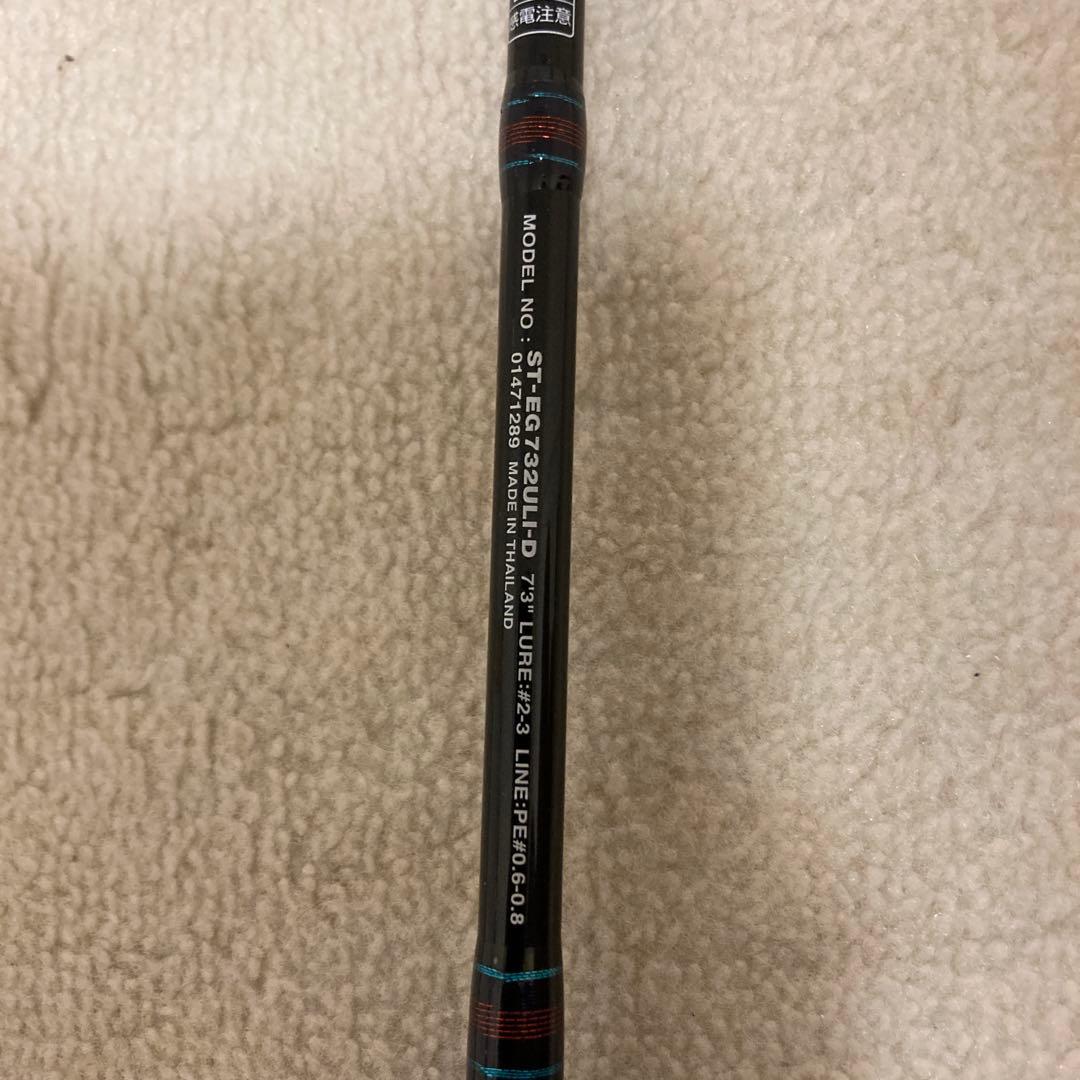 感電注意
MODEL NO : ST-EG732ULI-D 7'3" LURE:#2-3 LINE:PE#0.6-0.8
01471289 MADE IN THAILAND